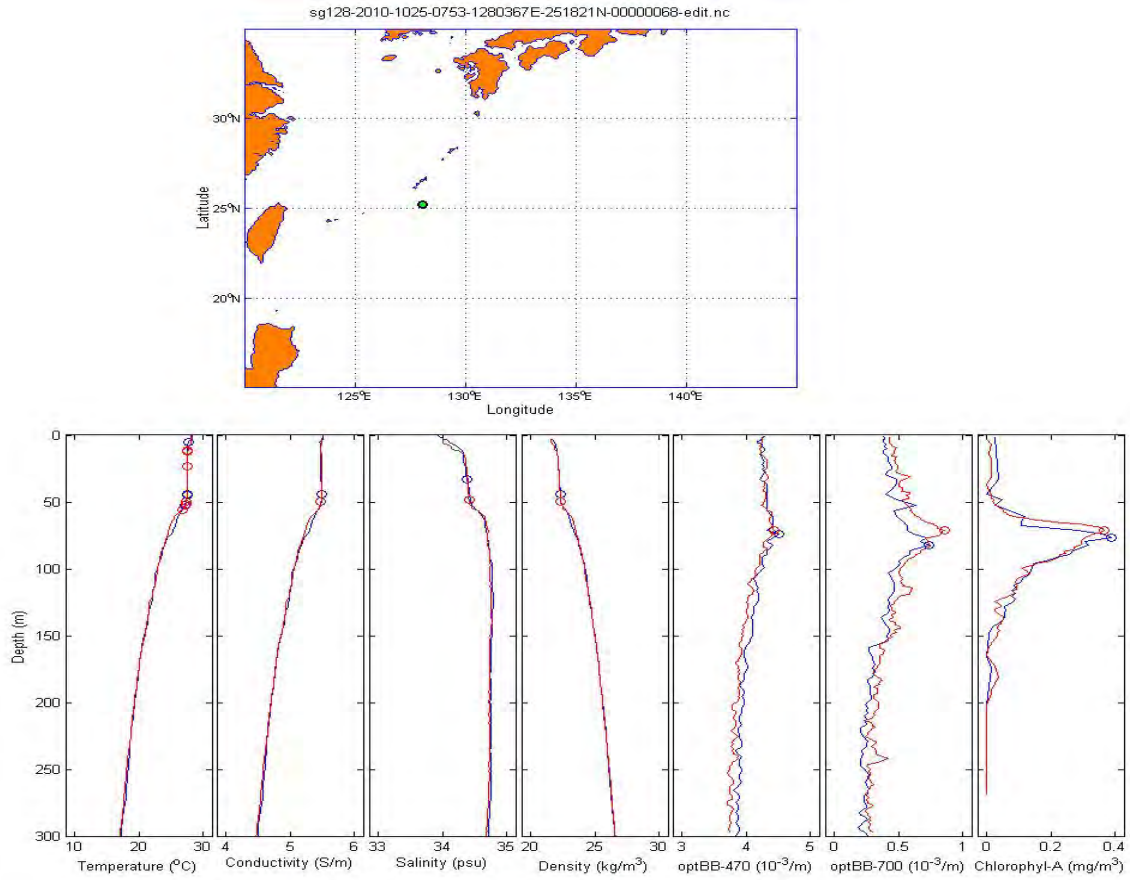 sg128-2010-1025-0753-1280367E-251821N-00000068-edit.nc
30°N
25°N
20°N
Latitude
125°E 130°E 135°E 140°E
Longitude
0
50
100
150
200
250
300
Depth (m)
10 20 30
4 5 6
33 34 35
20 25 30
3 4 5
0 0.5 1
0 0.2 0.4
Temperature (°C)
Conductivity (S/m)
Salinity (psu)
Density (kg/m³)
optBB-470 (10⁻³/m)
optBB-700 (10⁻³/m)
Chlorophyl-A (mg/m³)